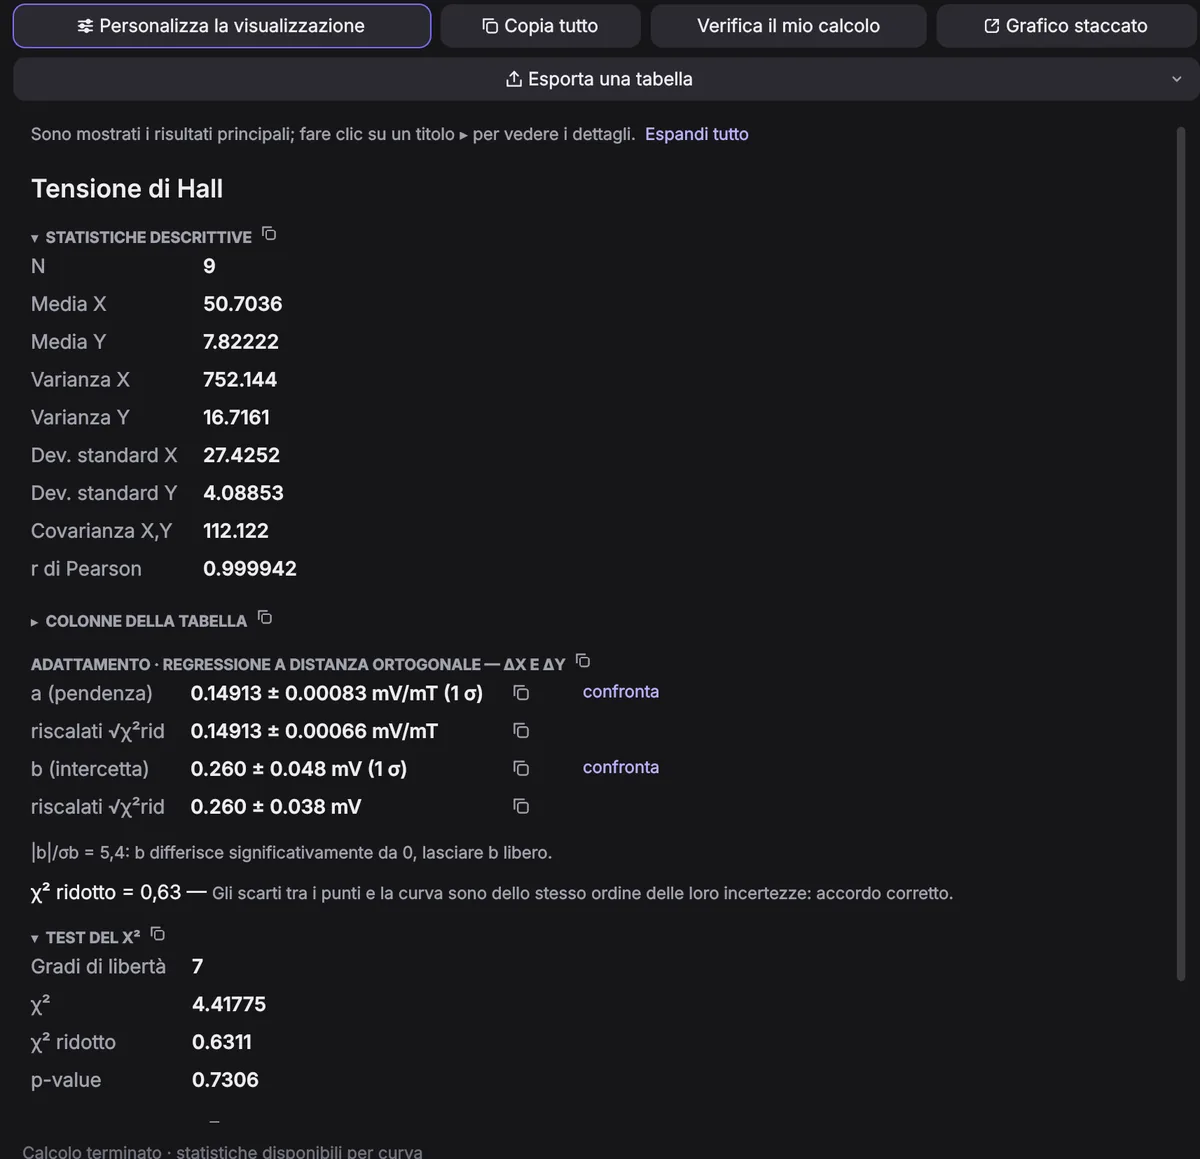 Personalizza la visualizzazione
Copia tutto
Verifica il mio calcolo
Grafico staccato
Esporta una tabella
Sono mostrati i risultati principali; fare clic su un titolo ▸ per vedere i dettagli. Espandi tutto
Tensione di Hall
▾ STATISTICHE DESCRITTIVE
N 9
Media X 50.7036
Media Y 7.82222
Varianza X 752.144
Varianza Y 16.7161
Dev. standard X 27.4252
Dev. standard Y 4.08853
Covarianza X,Y 112.122
r di Pearson 0.999942
▸ COLONNE DELLA TABELLA
ADATTAMENTO · REGRESSIONE A DISTANZA ORTOGONALE — ΔX E ΔY
a (pendenza) 0.14913 ± 0.00083 mV/mT (1 σ) confronta
riscalati √χ²rid 0.14913 ± 0.00066 mV/mT
b (intercetta) 0.260 ± 0.048 mV (1 σ) confronta
riscalati √χ²rid 0.260 ± 0.038 mV
|b|/σb = 5,4: b differisce significativamente da 0, lasciare b libero.
χ² ridotto = 0,63 — Gli scarti tra i punti e la curva sono dello stesso ordine delle loro incertezze: accordo corretto.
▾ TEST DEL Χ²
Gradi di libertà 7
χ² 4.41775
χ² ridotto 0.6311
p-value 0.7306
Calcolo terminato · statistiche disponibili per curva